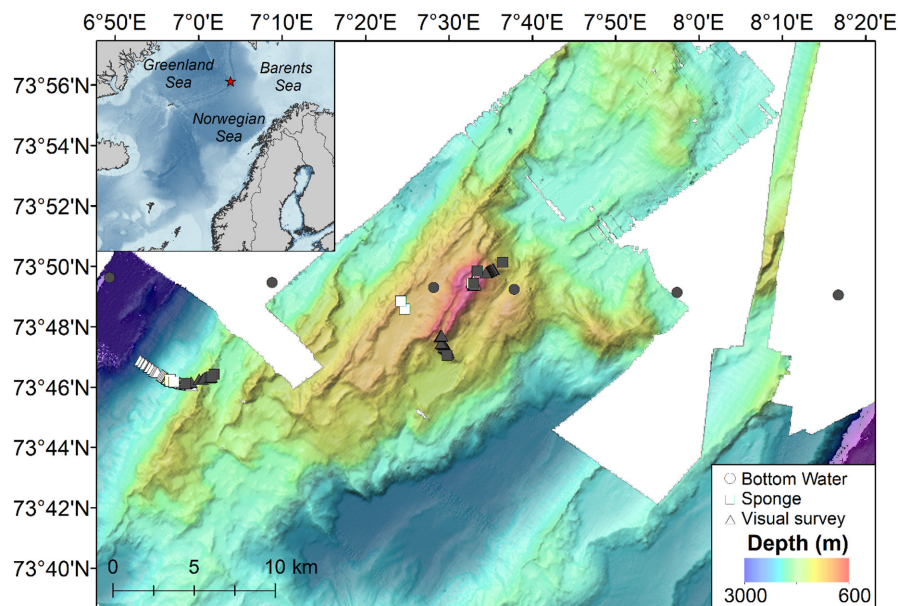 6°50'E 7°0'E 7°20'E 7°30'E 7°40'E 7°50'E 8°0'E 8°10'E 8°20'E
Greenland
Sea
Barents
Sea
Norwegian
Sea
73°56'N
73°54'N
73°52'N
73°50'N
73°48'N
73°46'N
73°44'N
73°42'N
73°40'N
0 5 10 km
Bottom Water
Sponge
Visual survey
Depth (m)
3000 600